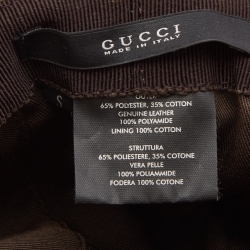 GUCCI
MADE IN ITALY
S
OUTER
65% POLYESTER, 35% COTTON
GENUINE LEATHER
100% POLYAMIDE
LINING 100% COTTON
STRUTTURA
65% POLIESTERE, 35% COTONE
VERA PELLE
100% POLIAMMIDE
FODERA 100% COTONE